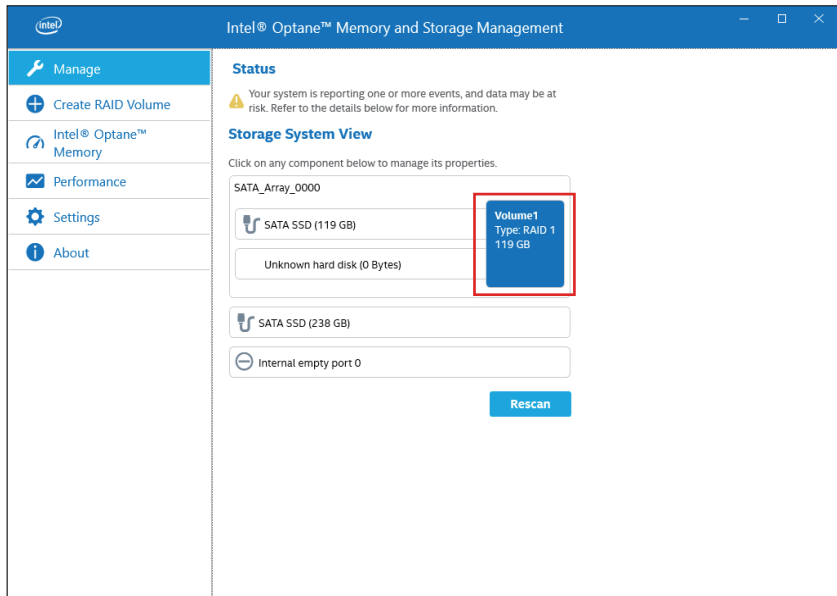 intel
Intel® Optane™ Memory and Storage Management
Manage
Create RAID Volume
Intel® Optane™
Memory
Performance
Settings
About
Status
Your system is reporting one or more events, and data may be at
risk. Refer to the details below for more information.
Storage System View
Click on any component below to manage its properties.
SATA_Array_0000
SATA SSD (119 GB)
Unknown hard disk (0 Bytes)
Volume1
Type: RAID 1
119 GB
SATA SSD (238 GB)
Internal empty port 0
Rescan